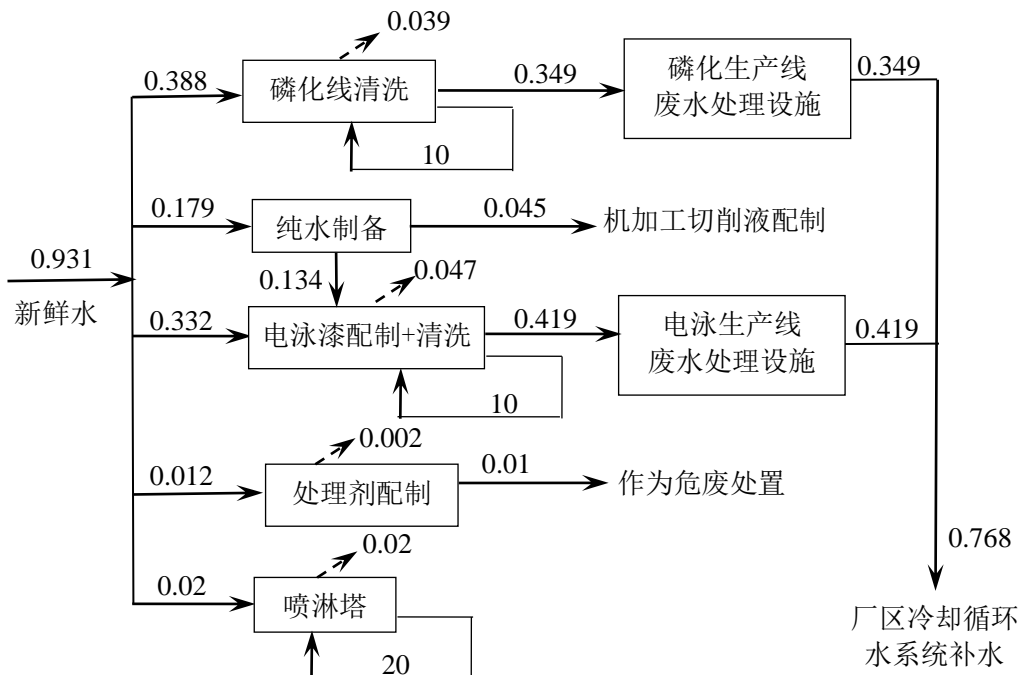 0.039
0.388
磷化线清洗
0.349
磷化生产线
废水处理设施
0.349
10
0.179
纯水制备
0.045
机加工切削液配制
0.931
新鲜水
0.134
0.047
0.332
电泳漆配制+清洗
0.419
电泳生产线
废水处理设施
0.419
10
0.002
0.012
处理剂配制
0.01
作为危废处置
0.02
0.02
喷淋塔
20
0.768
厂区冷却循环
水系统补水